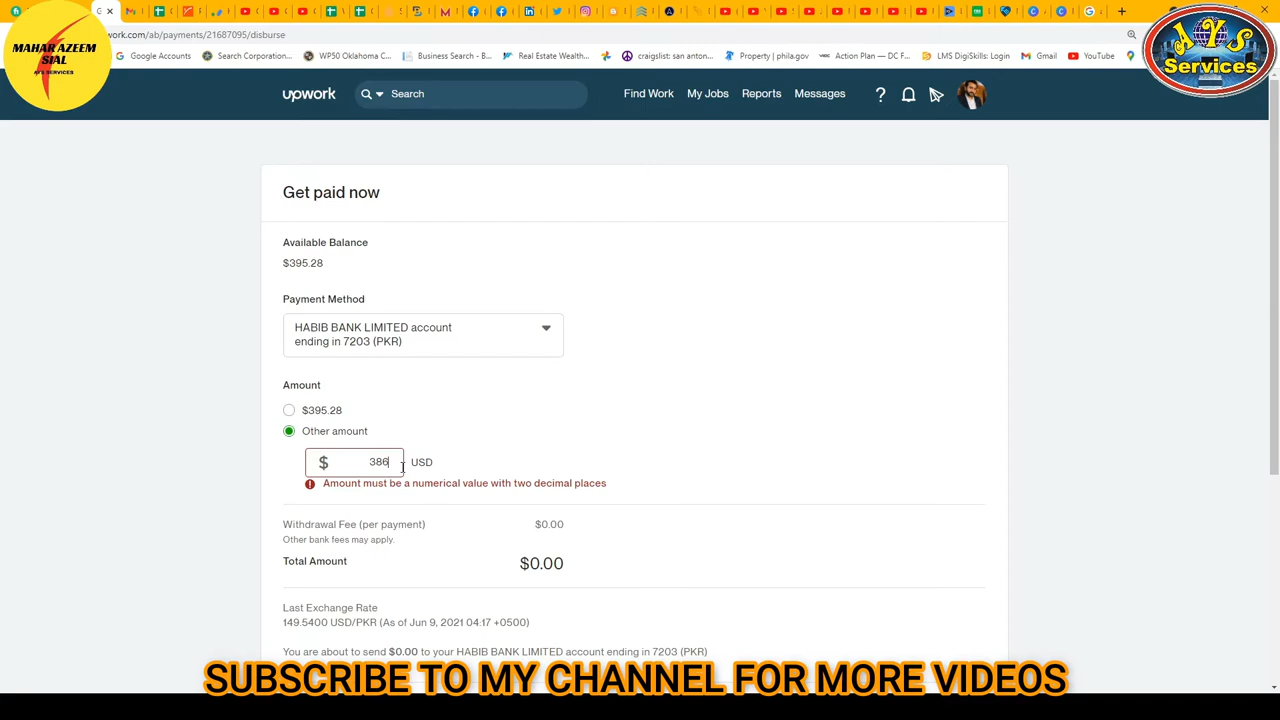 MAHAR AZEEM
SIAL
AYS SERVICES
AYS
Services
work.com/ab/payments/21687095/disburse
Google Accounts
Search Corporation...
WP50 Oklahoma C...
Business Search - B...
Real Estate Wealth...
craigslist: san anton...
Property | phila.gov
Action Plan — DC F...
LMS DigiSkills: Login
Gmail
YouTube
upwork
Search
Find Work
My Jobs
Reports
Messages
?
Get paid now
Available Balance
$395.28
Payment Method
HABIB BANK LIMITED account
ending in 7203 (PKR)
Amount
$395.28
Other amount
$ 386 USD
Amount must be a numerical value with two decimal places
Withdrawal Fee (per payment) $0.00
Other bank fees may apply.
Total Amount $0.00
Last Exchange Rate
149.5400 USD/PKR (As of Jun 9, 2021 04:17 +0500)
You are about to send $0.00 to your HABIB BANK LIMITED account ending in 7203 (PKR)
SUBSCRIBE TO MY CHANNEL FOR MORE VIDEOS